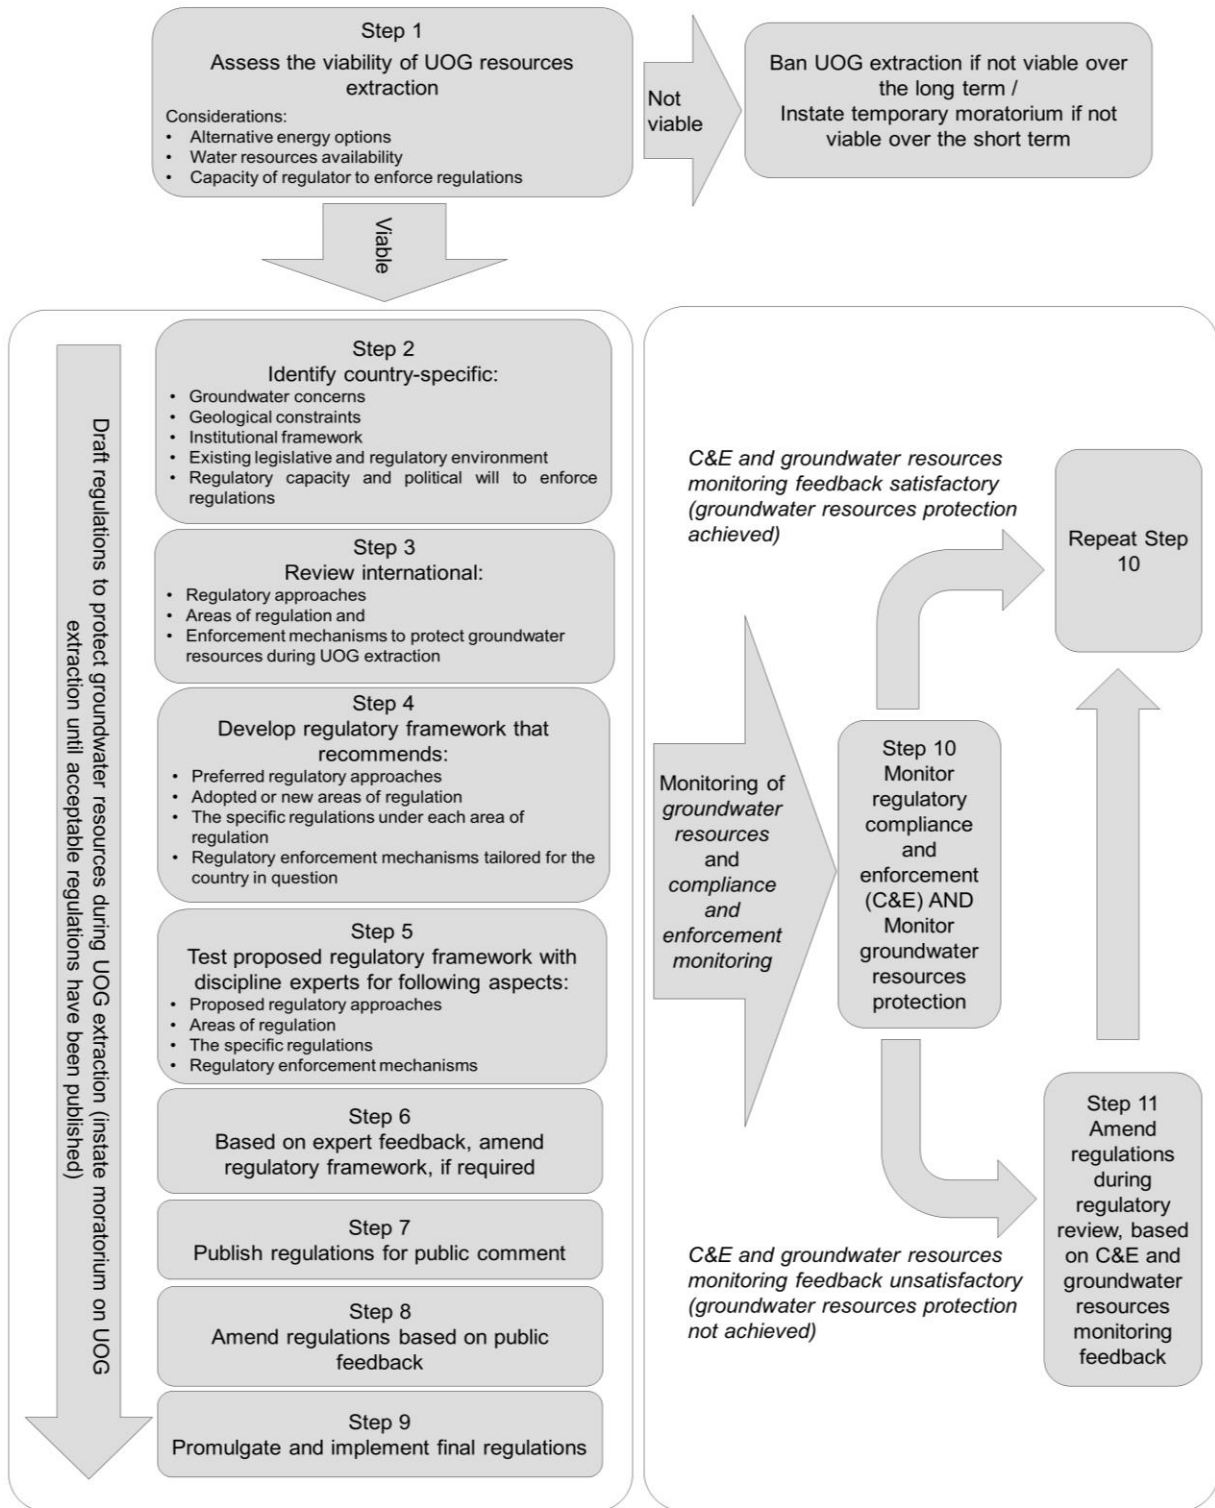 Step 1
Assess the viability of UOG resources
extraction
Considerations:
• Alternative energy options
• Water resources availability
• Capacity of regulator to enforce regulations
Not
viable
Ban UOG extraction if not viable over
the long term /
Instate temporary moratorium if not
viable over the short term
Viable
Draft regulations to protect groundwater resources during UOG extraction (instate moratorium on UOG
extraction until acceptable regulations have been published)
Step 2
Identify country-specific:
• Groundwater concerns
• Geological constraints
• Institutional framework
• Existing legislative and regulatory environment
• Regulatory capacity and political will to enforce
regulations
Step 3
Review international:
• Regulatory approaches
• Areas of regulation and
• Enforcement mechanisms to protect groundwater
resources during UOG extraction
Step 4
Develop regulatory framework that
recommends:
• Preferred regulatory approaches
• Adopted or new areas of regulation
• The specific regulations under each area of
regulation
• Regulatory enforcement mechanisms tailored for the
country in question
Step 5
Test proposed regulatory framework with
discipline experts for following aspects:
• Proposed regulatory approaches
• Areas of regulation
• The specific regulations
• Regulatory enforcement mechanisms
Step 6
Based on expert feedback, amend
regulatory framework, if required
Step 7
Publish regulations for public comment
Step 8
Amend regulations based on public
feedback
Step 9
Promulgate and implement final regulations
Monitoring of
groundwater
resources
and
compliance
and
enforcement
monitoring
C&E and groundwater resources
monitoring feedback satisfactory
(groundwater resources protection
achieved)
Repeat Step
10
Step 10
Monitor
regulatory
compliance
and
enforcement
(C&E) AND
Monitor
groundwater
resources
protection
C&E and groundwater resources
monitoring feedback unsatisfactory
(groundwater resources protection
not achieved)
Step 11
Amend
regulations
during
regulatory
review, based
on C&E and
groundwater
resources
monitoring
feedback